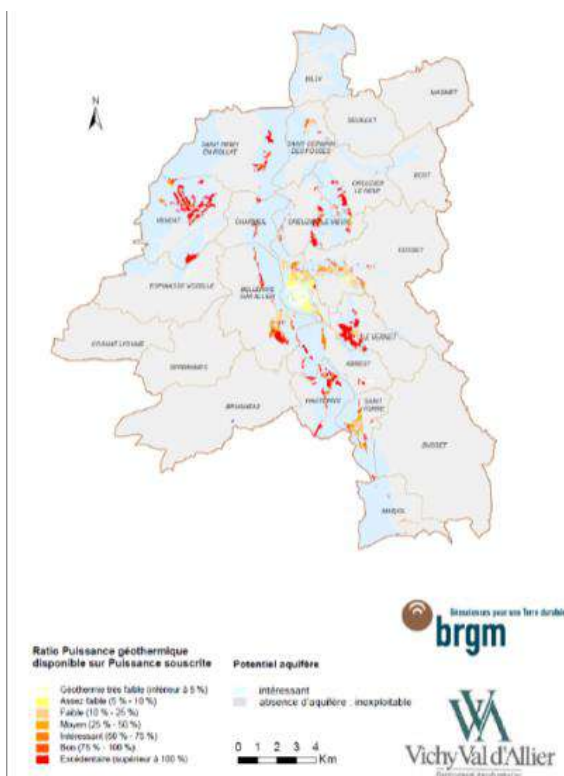 BILLY
MAGNET
SEUILLET
SAINT REMY
EN ROLLAT
SAINT GERMAIN
DES FOSSES
BOST
CREUZIER
LE NEUF
VENDAT
CHARMEIL
CREUZIER LE VIEUX
CUSSET
ESPINASSE VOZELLE
BELLERIVE
SUR ALLIER
LE VERNET
COGNAT LYONNE
ABREST
SERBANNES
HAUTERIVE
SAINT
YORRE
BRUGHEAS
BUSSET
MARIOL
N
Géosciences pour une Terre durable
brgm
Ratio Puissance géothermique
disponible sur Puissance souscrite
Potentiel aquifère
Géothermie très faible (inférieur à 5 %)
Assez faible (5 % - 10 %)
Faible (10 % - 25 %)
Moyen (25 % - 50 %)
Intéressant (50 % - 75 %)
Bon (75 % - 100 %)
Excédentaire (supérieur à 100 %)
intéressant
absence d'aquifère : inexploitable
0 1 2 3 4
Km
VVA
Vichy Val d'Allier